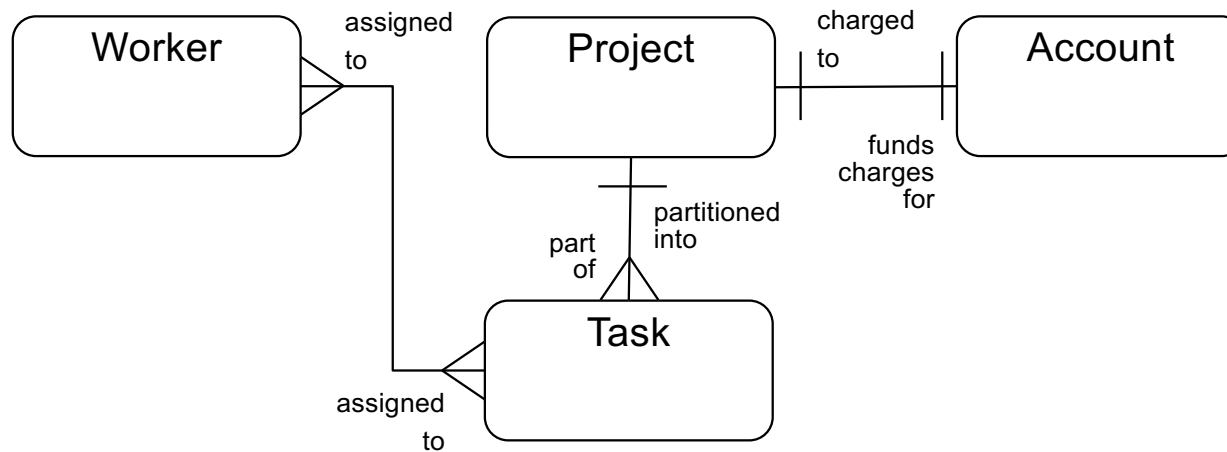 Worker
assigned
to
Project
charged
to
Account
funds
charges
for
partitioned
into
part
of
Task
assigned
to